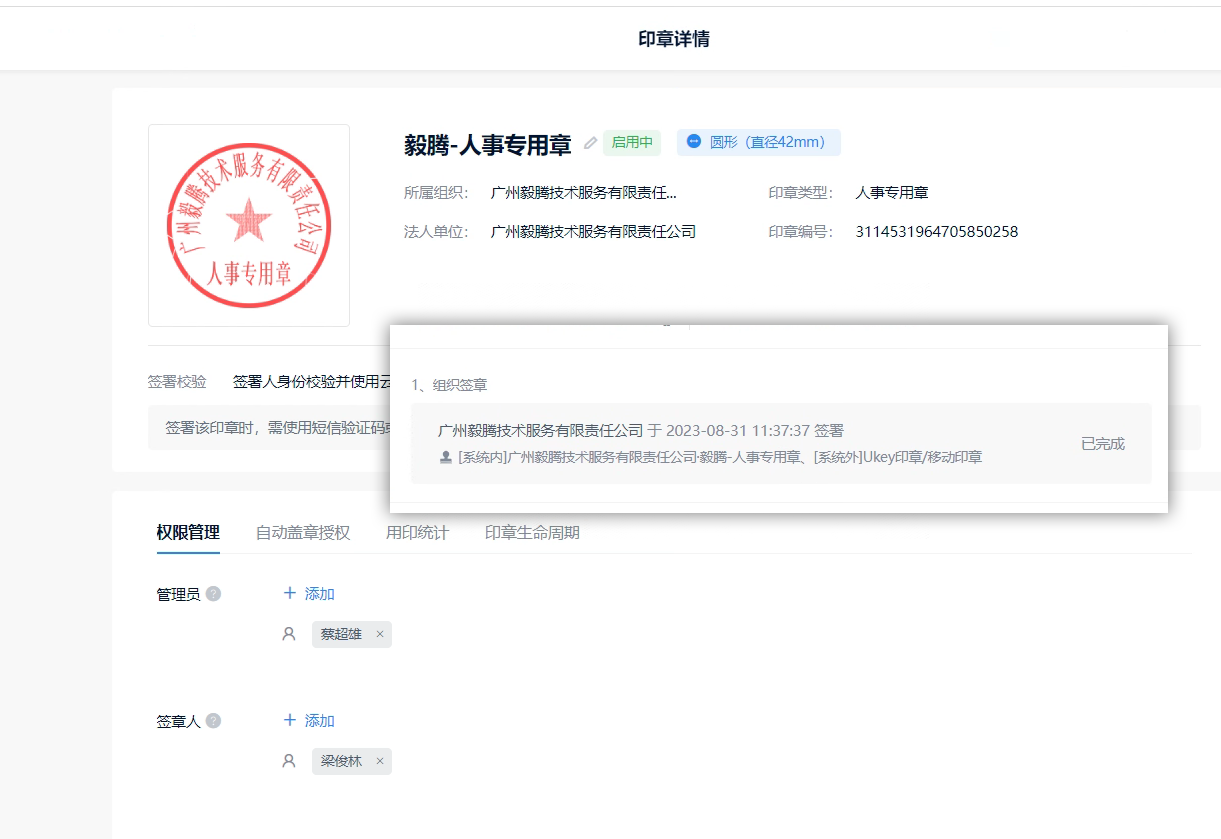 印章详情
广州毅腾技术服务有限责任公司
人事专用章
毅腾-人事专用章
启用中
圆形（直径42mm）
所属组织： 广州毅腾技术服务有限责任...
印章类型： 人事专用章
法人单位： 广州毅腾技术服务有限责任公司
印章编号： 3114531964705850258
签署校验 签署人身份校验并使用云
签署该印章时，需使用短信验证码或
1、组织签章
广州毅腾技术服务有限责任公司 于 2023-08-31 11:37:37 签署
[系统内]广州毅腾技术服务有限责任公司·毅腾-人事专用章、[系统外]Ukey印章/移动印章
已完成
权限管理 自动盖章授权 用印统计 印章生命周期
管理员 ? + 添加
蔡超雄 ×
签章人 ? + 添加
梁俊林 ×